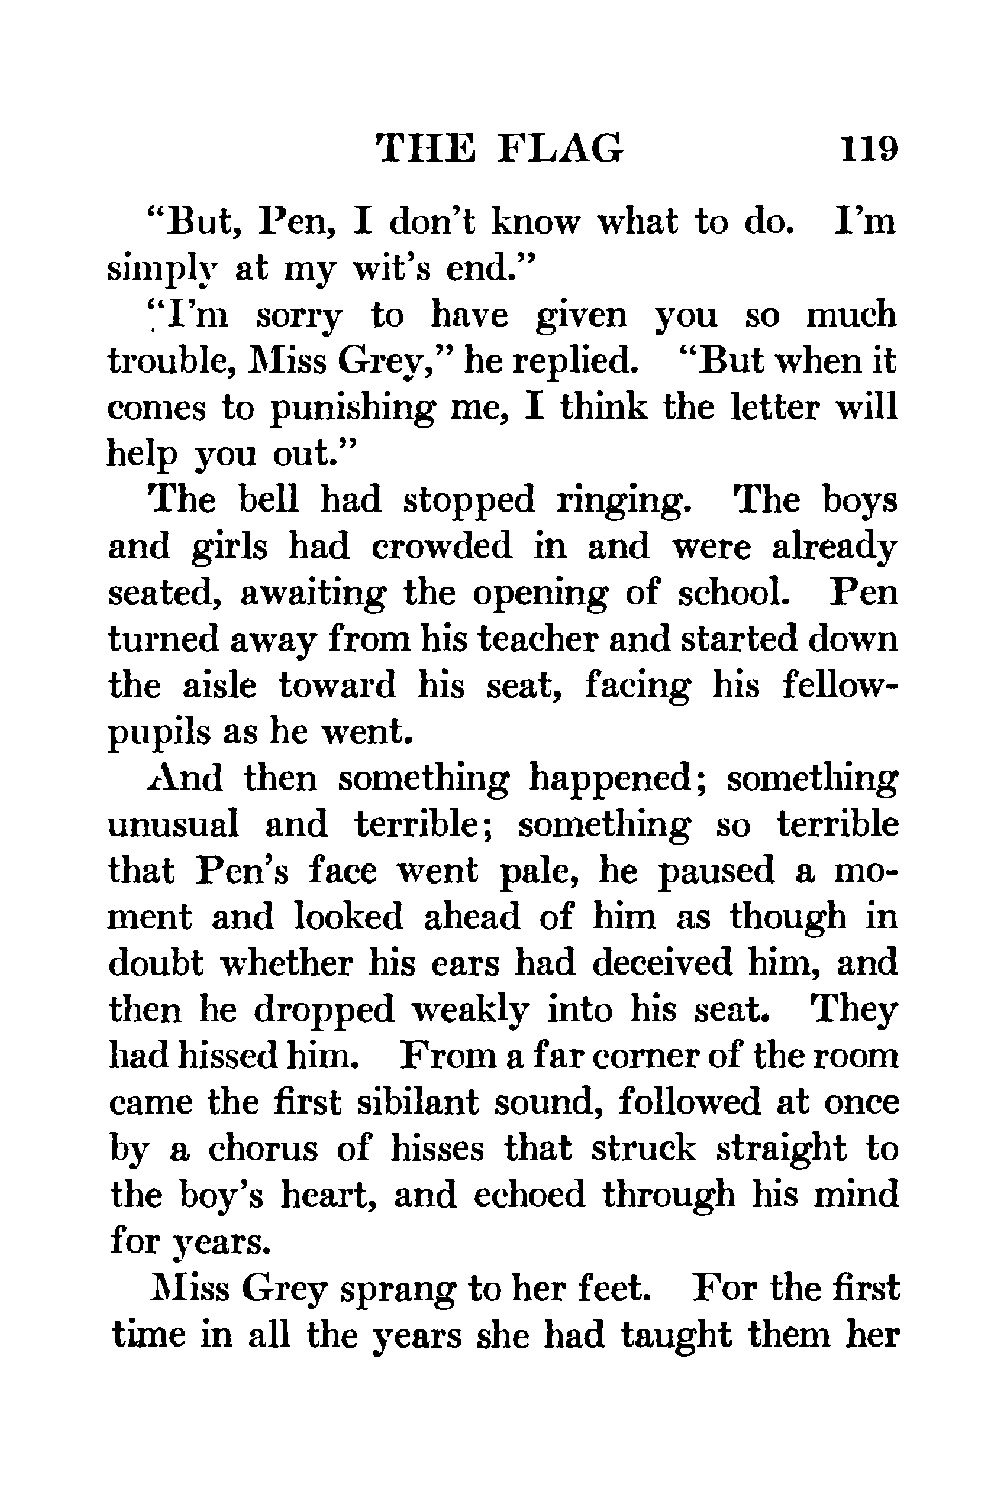 THE FLAG 119
“But, Pen, I don’t know what to do. I’m
simply at my wit’s end.”
“I’m sorry to have given you so much
trouble, Miss Grey,” he replied. “But when it
comes to punishing me, I think the letter will
help you out.”
The bell had stopped ringing. The boys
and girls had crowded in and were already
seated, awaiting the opening of school. Pen
turned away from his teacher and started down
the aisle toward his seat, facing his fellow-
pupils as he went.
And then something happened; something
unusual and terrible; something so terrible
that Pen’s face went pale, he paused a mo-
ment and looked ahead of him as though in
doubt whether his ears had deceived him, and
then he dropped weakly into his seat. They
had hissed him. From a far corner of the room
came the first sibilant sound, followed at once
by a chorus of hisses that struck straight to
the boy’s heart, and echoed through his mind
for years.
Miss Grey sprang to her feet. For the first
time in all the years she had taught them her